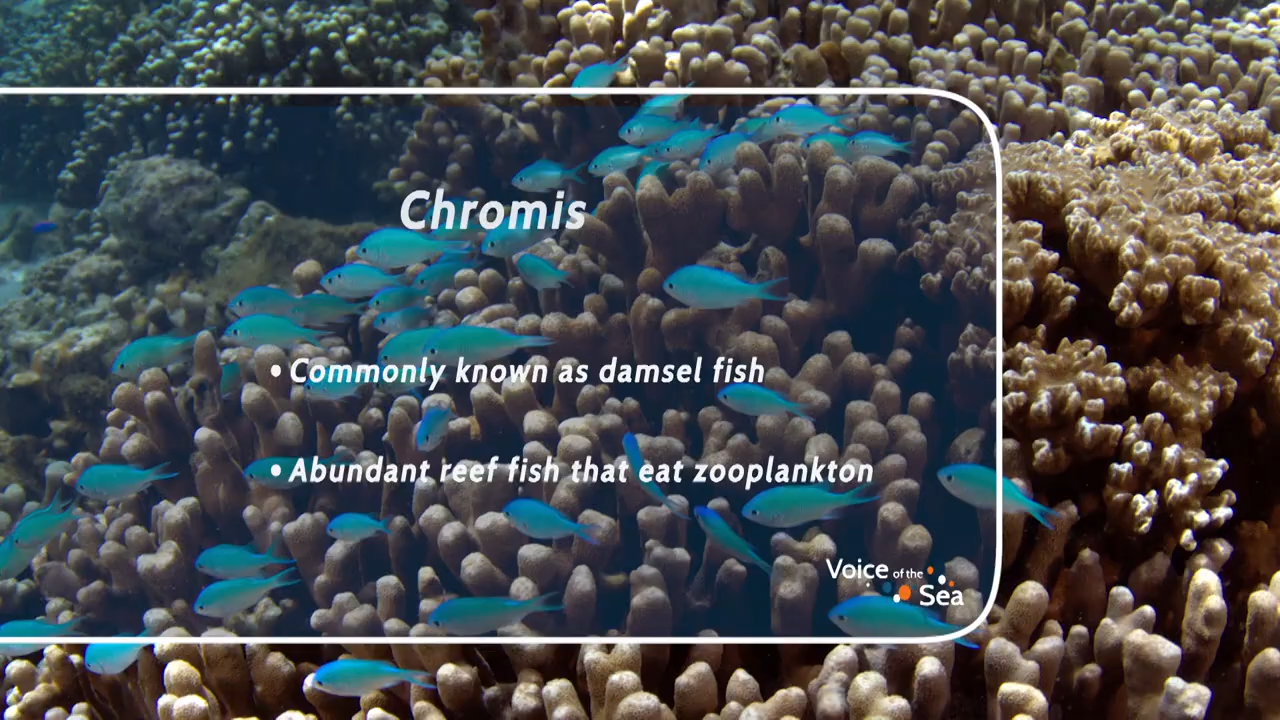 Chromis
• Commonly known as damsel fish
• Abundant reef fish that eat zooplankton
Voice of the
Sea